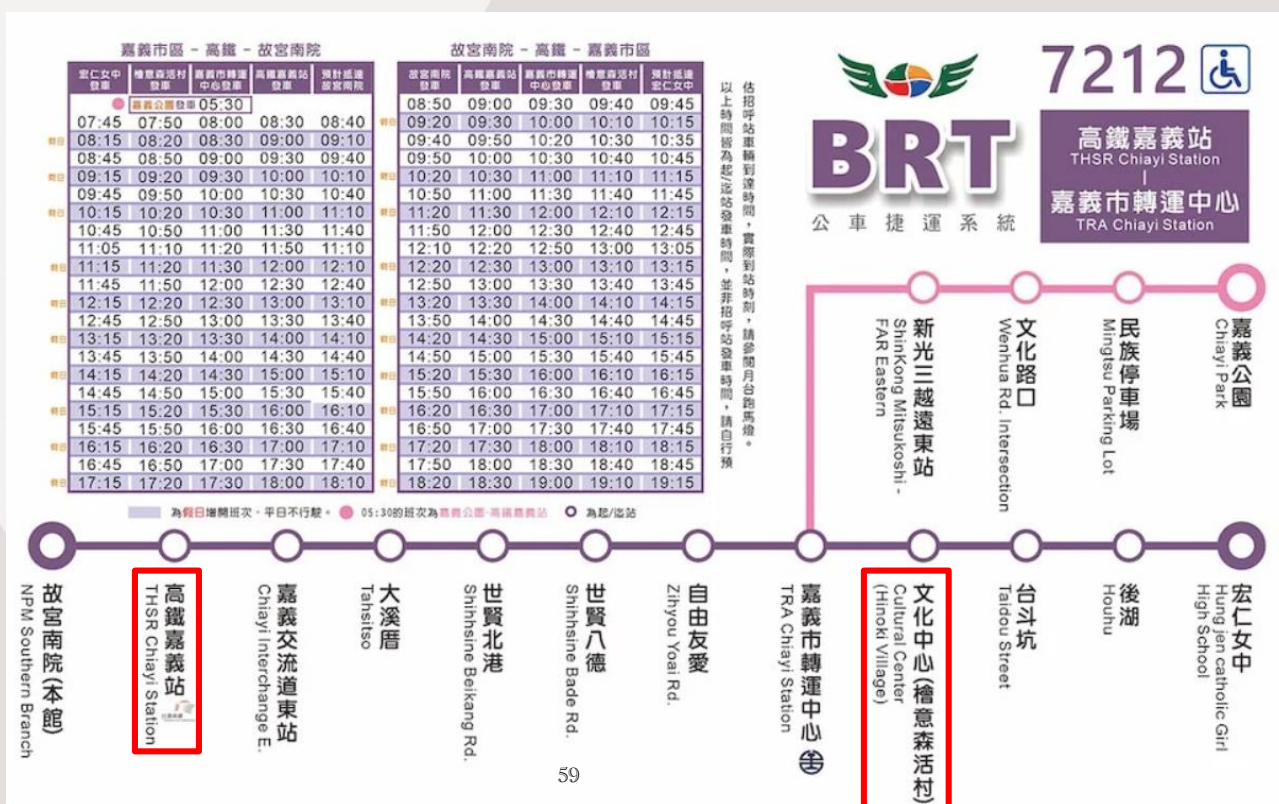 嘉義市區 - 高鐵 - 故宮南院
宏仁女中發車 檜意森活村發車 嘉義市轉運中心發車 高鐵嘉義站發車 預計抵達故宮南院
嘉義公園發車 05:30
07:45 07:50 08:00 08:30 08:40
假日 08:15 08:20 08:30 09:00 09:10
08:45 08:50 09:00 09:30 09:40
假日 09:15 09:20 09:30 10:00 10:10
09:45 09:50 10:00 10:30 10:40
假日 10:15 10:20 10:30 11:00 11:10
10:45 10:50 11:00 11:30 11:40
11:05 11:10 11:20 11:50 11:10
假日 11:15 11:20 11:30 12:00 12:10
11:45 11:50 12:00 12:30 12:40
假日 12:15 12:20 12:30 13:00 13:10
12:45 12:50 13:00 13:30 13:40
假日 13:15 13:20 13:30 14:00 14:10
13:45 13:50 14:00 14:30 14:40
假日 14:15 14:20 14:30 15:00 15:10
14:45 14:50 15:00 15:30 15:40
假日 15:15 15:20 15:30 16:00 16:10
15:45 15:50 16:00 16:30 16:40
假日 16:15 16:20 16:30 17:00 17:10
16:45 16:50 17:00 17:30 17:40
假日 17:15 17:20 17:30 18:00 18:10
故宮南院 - 高鐵 - 嘉義市區
故宮南院發車 高鐵嘉義站發車 嘉義市轉運中心發車 檜意森活村發車 預計抵達宏仁女中
08:50 09:00 09:30 09:40 09:45
假日 09:20 09:30 10:00 10:10 10:15
09:40 09:50 10:20 10:30 10:35
09:50 10:00 10:30 10:40 10:45
假日 10:20 10:30 11:00 11:10 11:15
10:50 11:00 11:30 11:40 11:45
假日 11:20 11:30 12:00 12:10 12:15
11:50 12:00 12:30 12:40 12:45
12:10 12:20 12:50 13:00 13:05
假日 12:20 12:30 13:00 13:10 13:15
12:50 13:00 13:30 13:40 13:45
假日 13:20 13:30 14:00 14:10 14:15
13:50 14:00 14:30 14:40 14:45
假日 14:20 14:30 15:00 15:10 15:15
14:50 15:00 15:30 15:40 15:45
假日 15:20 15:30 16:00 16:10 16:15
15:50 16:00 16:30 16:40 16:45
假日 16:20 16:30 17:00 17:10 17:15
16:50 17:00 17:30 17:40 17:45
假日 17:20 17:30 18:00 18:10 18:15
17:50 18:00 18:30 18:40 18:45
假日 18:20 18:30 19:00 19:10 19:15
以上時間皆為起/迄站發車時間，並非招呼站發車時間，請自行預
估招呼站車輛到達時間，實際到站時刻，請參閱月台跑馬燈。
為假日增開班次，平日不行駛。 05:30的班次為嘉義公園-高鐵嘉義站 為起/迄站
BRT
公車捷運系統
7212
高鐵嘉義站
THSR Chiayi Station
嘉義市轉運中心
TRA Chiayi Station
新光三越遠東站
ShinKong Mitsukoshi -
FAR Eastern
文化路口
Wenhua Rd. Intersection
民族停車場
Mingtsu Parking Lot
嘉義公園
Chiayi Park
故宮南院(本館)
NPM Southern Branch
高鐵嘉義站
THSR Chiayi Station
嘉義交流道東站
Chiayi Interchange E.
大溪厝
Tahsitso
世賢北港
Shihhsine Beikang Rd.
世賢八德
Shihhsine Bade Rd.
自由友愛
Zihyou Yoai Rd.
嘉義市轉運中心
TRA Chiayi Station
文化中心(檜意森活村)
Cultural Center
(Hinoki Village)
台斗坑
Taidou Street
後湖
Houhu
宏仁女中
Hung jen catholic Girl
High School
59